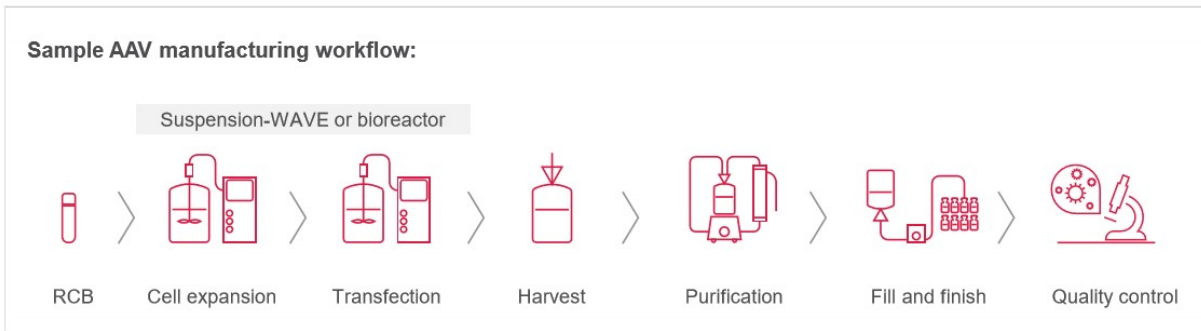 Sample AAV manufacturing workflow:
Suspension-WAVE or bioreactor
RCB
Cell expansion
Transfection
Harvest
Purification
Fill and finish
Quality control